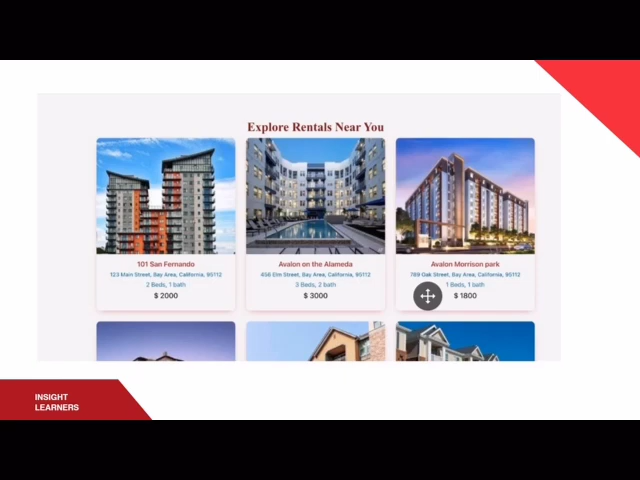 Explore Rentals Near You
101 San Fernando
123 Main Street, Bay Area, California, 95112
2 Beds, 1 bath
$ 2000
Avalon on the Alameda
456 Elm Street, Bay Area, California, 95112
3 Beds, 2 bath
$ 3000
Avalon Morrison park
789 Oak Street, Bay Area, California, 95112
1 Beds, 1 bath
$ 1800
INSIGHT
LEARNERS